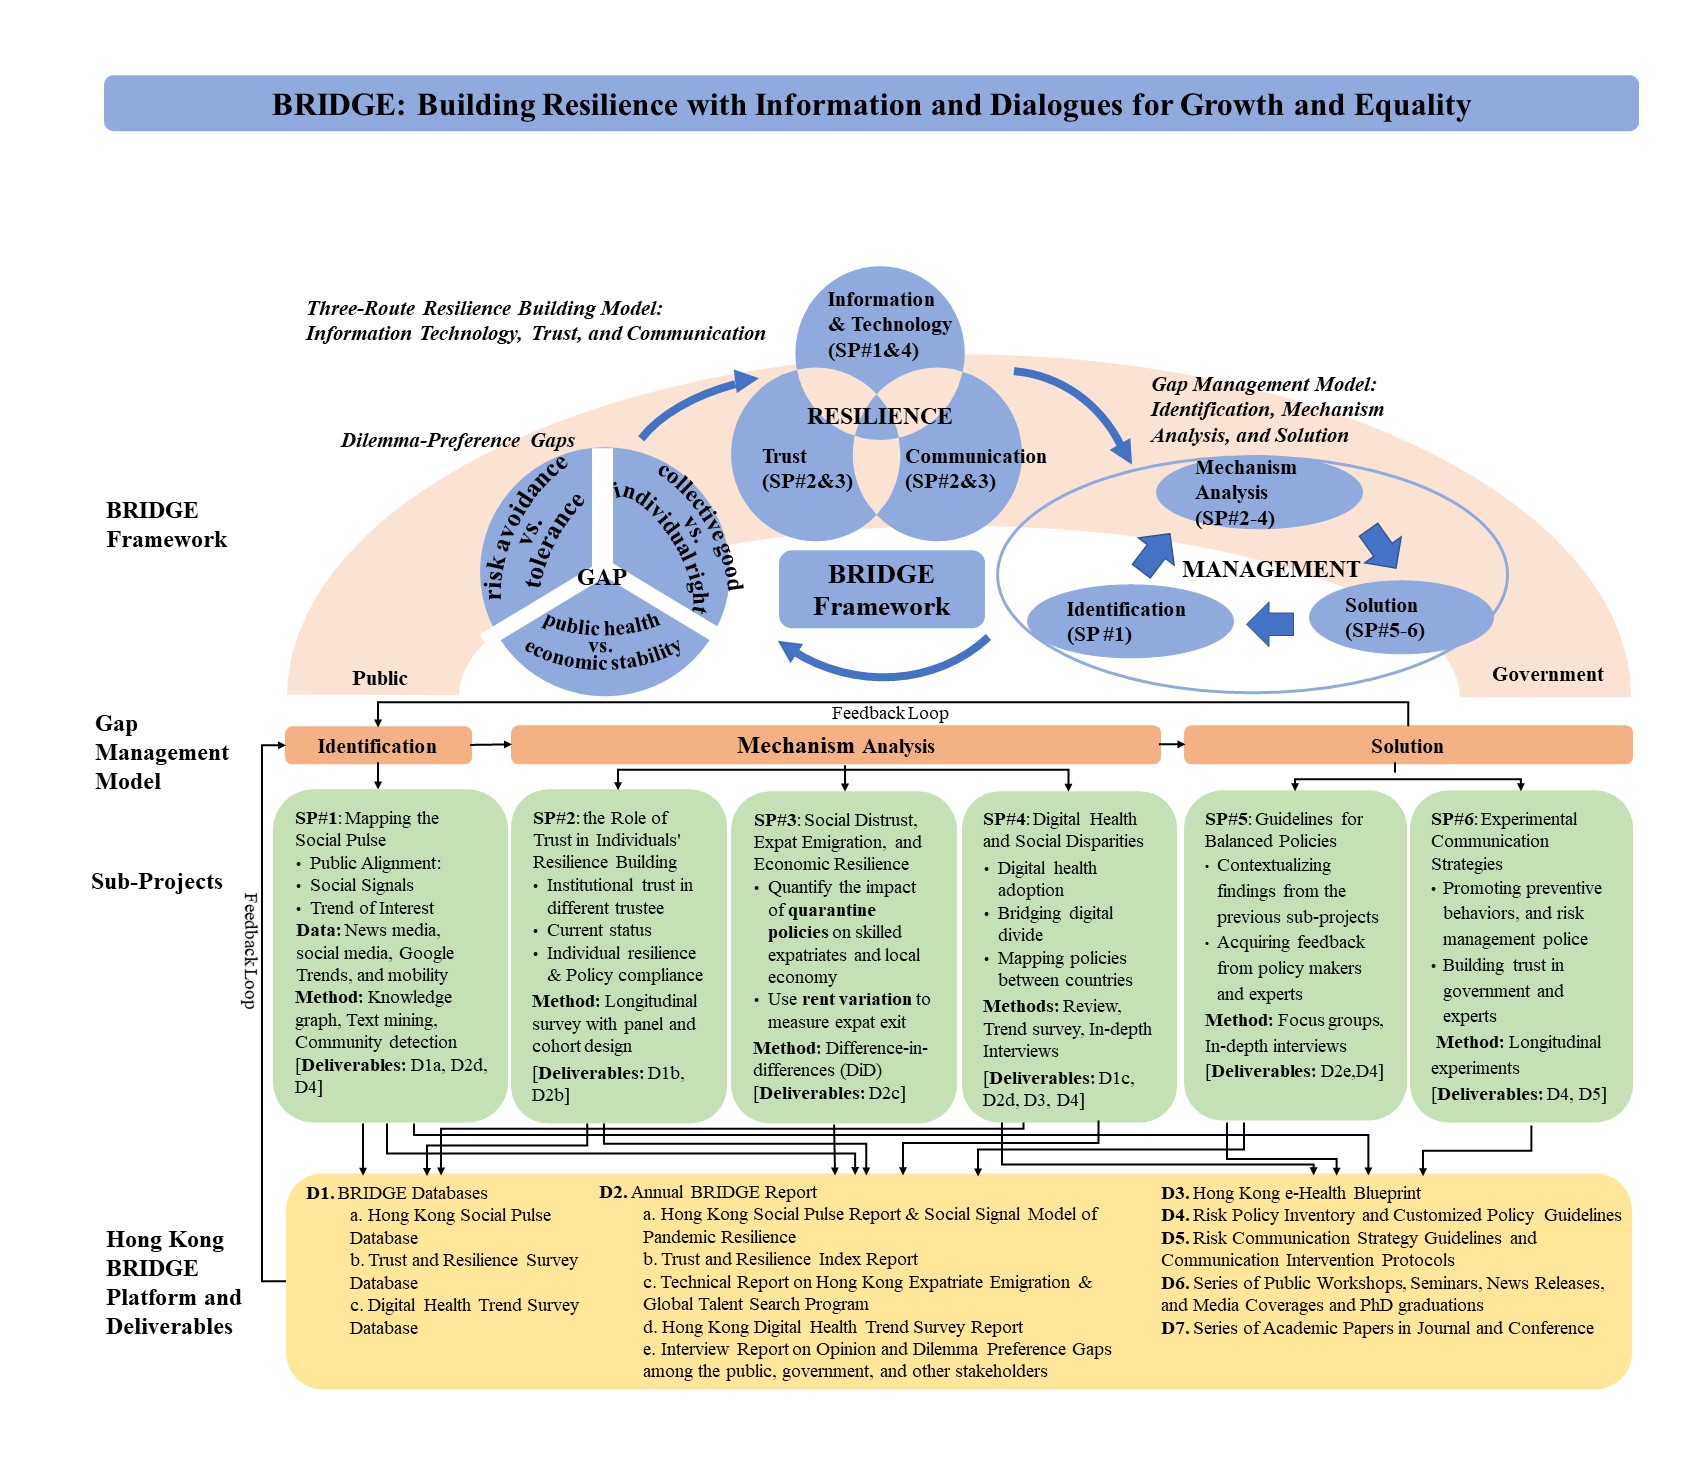 BRIDGE: Building Resilience with Information and Dialogues for Growth and Equality
Three-Route Resilience Building Model:
Information Technology, Trust, and Communication
Information
& Technology
(SP#1&4)
RESILIENCE
Trust
(SP#2&3)
Communication
(SP#2&3)
Gap Management Model:
Identification, Mechanism
Analysis, and Solution
Dilemma-Preference Gaps
risk avoidance
vs.
tolerance
collective good
vs.
individual right
GAP
public health
vs.
economic stability
BRIDGE
Framework
BRIDGE
Framework
Mechanism
Analysis
(SP#2-4)
MANAGEMENT
Identification
(SP #1)
Solution
(SP#5-6)
Public
Government
Gap
Management
Model
Feedback Loop
Identification
Mechanism Analysis
Solution
Sub-Projects
Feedback Loop
SP#1: Mapping the
Social Pulse
• Public Alignment:
• Social Signals
• Trend of Interest
Data: News media,
social media, Google
Trends, and mobility
Method: Knowledge
graph, Text mining,
Community detection
[Deliverables: D1a, D2d,
D4]
SP#2: the Role of
Trust in Individuals'
Resilience Building
• Institutional trust in
different trustee
• Current status
• Individual resilience
& Policy compliance
Method: Longitudinal
survey with panel and
cohort design
[Deliverables: D1b,
D2b]
SP#3: Social Distrust,
Expat Emigration, and
Economic Resilience
• Quantify the impact
of quarantine
policies on skilled
expatriates and local
economy
• Use rent variation to
measure expat exit
Method: Difference-in-
differences (DiD)
[Deliverables: D2c]
SP#4: Digital Health
and Social Disparities
• Digital health
adoption
• Bridging digital
divide
• Mapping policies
between countries
Methods: Review,
Trend survey, In-depth
Interviews
[Deliverables: D1c,
D2d, D3, D4]
SP#5: Guidelines for
Balanced Policies
• Contextualizing
findings from the
previous sub-projects
• Acquiring feedback
from policy makers
and experts
Method: Focus groups,
In-depth interviews
[Deliverables: D2e,D4]
SP#6: Experimental
Communication
Strategies
• Promoting preventive
behaviors, and risk
management police
• Building trust in
government and
experts
Method: Longitudinal
experiments
[Deliverables: D4, D5]
Hong Kong
BRIDGE
Platform and
Deliverables
D1. BRIDGE Databases
a. Hong Kong Social Pulse
Database
b. Trust and Resilience Survey
Database
c. Digital Health Trend Survey
Database
D2. Annual BRIDGE Report
a. Hong Kong Social Pulse Report & Social Signal Model of
Pandemic Resilience
b. Trust and Resilience Index Report
c. Technical Report on Hong Kong Expatriate Emigration &
Global Talent Search Program
d. Hong Kong Digital Health Trend Survey Report
e. Interview Report on Opinion and Dilemma Preference Gaps
among the public, government, and other stakeholders
D3. Hong Kong e-Health Blueprint
D4. Risk Policy Inventory and Customized Policy Guidelines
D5. Risk Communication Strategy Guidelines and
Communication Intervention Protocols
D6. Series of Public Workshops, Seminars, News Releases,
and Media Coverages and PhD graduations
D7. Series of Academic Papers in Journal and Conference